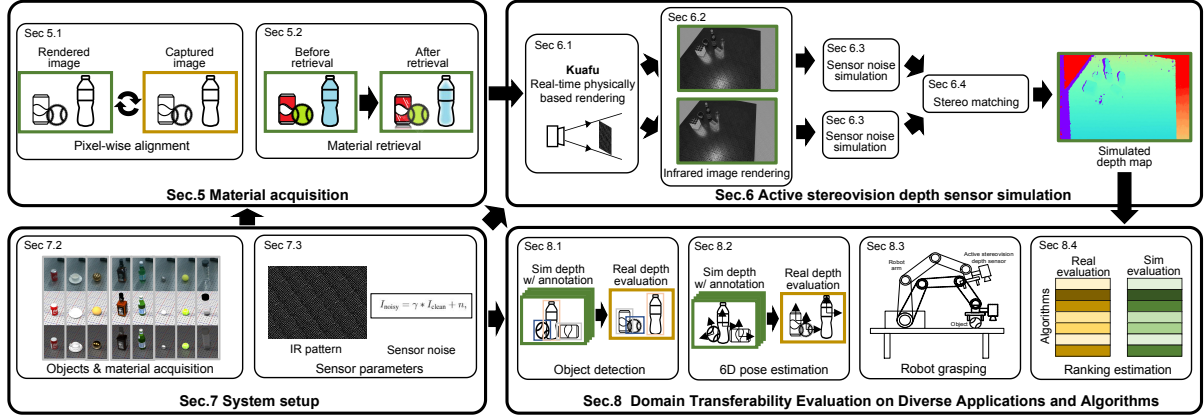 Sec 5.1
Rendered
image
Captured
image
Pixel-wise alignment
Sec 5.2
Before
retrieval
After
retrieval
Material retrieval
Sec.5 Material acquisition
Sec 6.1
Kuafu
Real-time physically
based rendering
Sec 6.2
Infrared image rendering
Sec 6.3
Sensor noise
simulation
Sec 6.3
Sensor noise
simulation
Sec 6.4
Stereo matching
Simulated
depth map
Sec.6 Active stereovision depth sensor simulation
Sec 7.2
Objects & material acquisition
Sec 7.3
IR pattern
I_noisy = γ * I_clean + n,
Sensor noise
Sensor parameters
Sec.7 System setup
Sec 8.1
Sim depth
w/ annotation
Real depth
evaluation
Object detection
Sec 8.2
Sim depth
w/ annotation
Real depth
evaluation
6D pose estimation
Sec 8.3
Robot
arm
Active stereovision
depth sensor
Object
Robot grasping
Sec 8.4
Real
evaluation
Sim
evaluation
Algorithms
Ranking estimation
Sec.8 Domain Transferability Evaluation on Diverse Applications and Algorithms